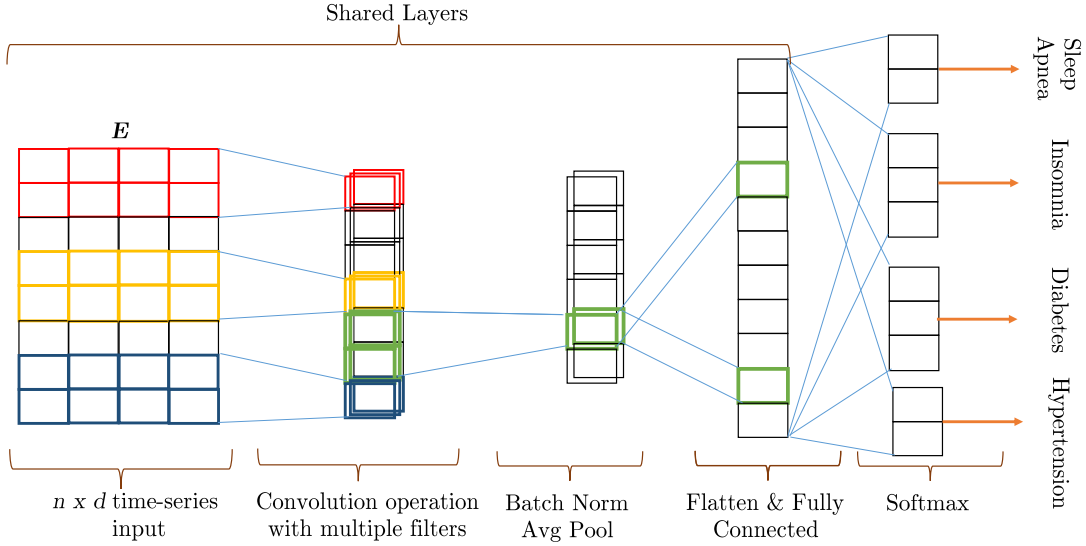 Shared Layers
E
Sleep
Apnea
Insomnia
Diabetes
Hypertension
n x d time-series
input
Convolution operation
with multiple filters
Batch Norm
Avg Pool
Flatten & Fully
Connected
Softmax